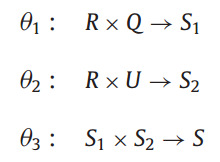 θ₁ : R × Q → S₁
θ₂ : R × U → S₂
θ₃ : S₁ × S₂ → S